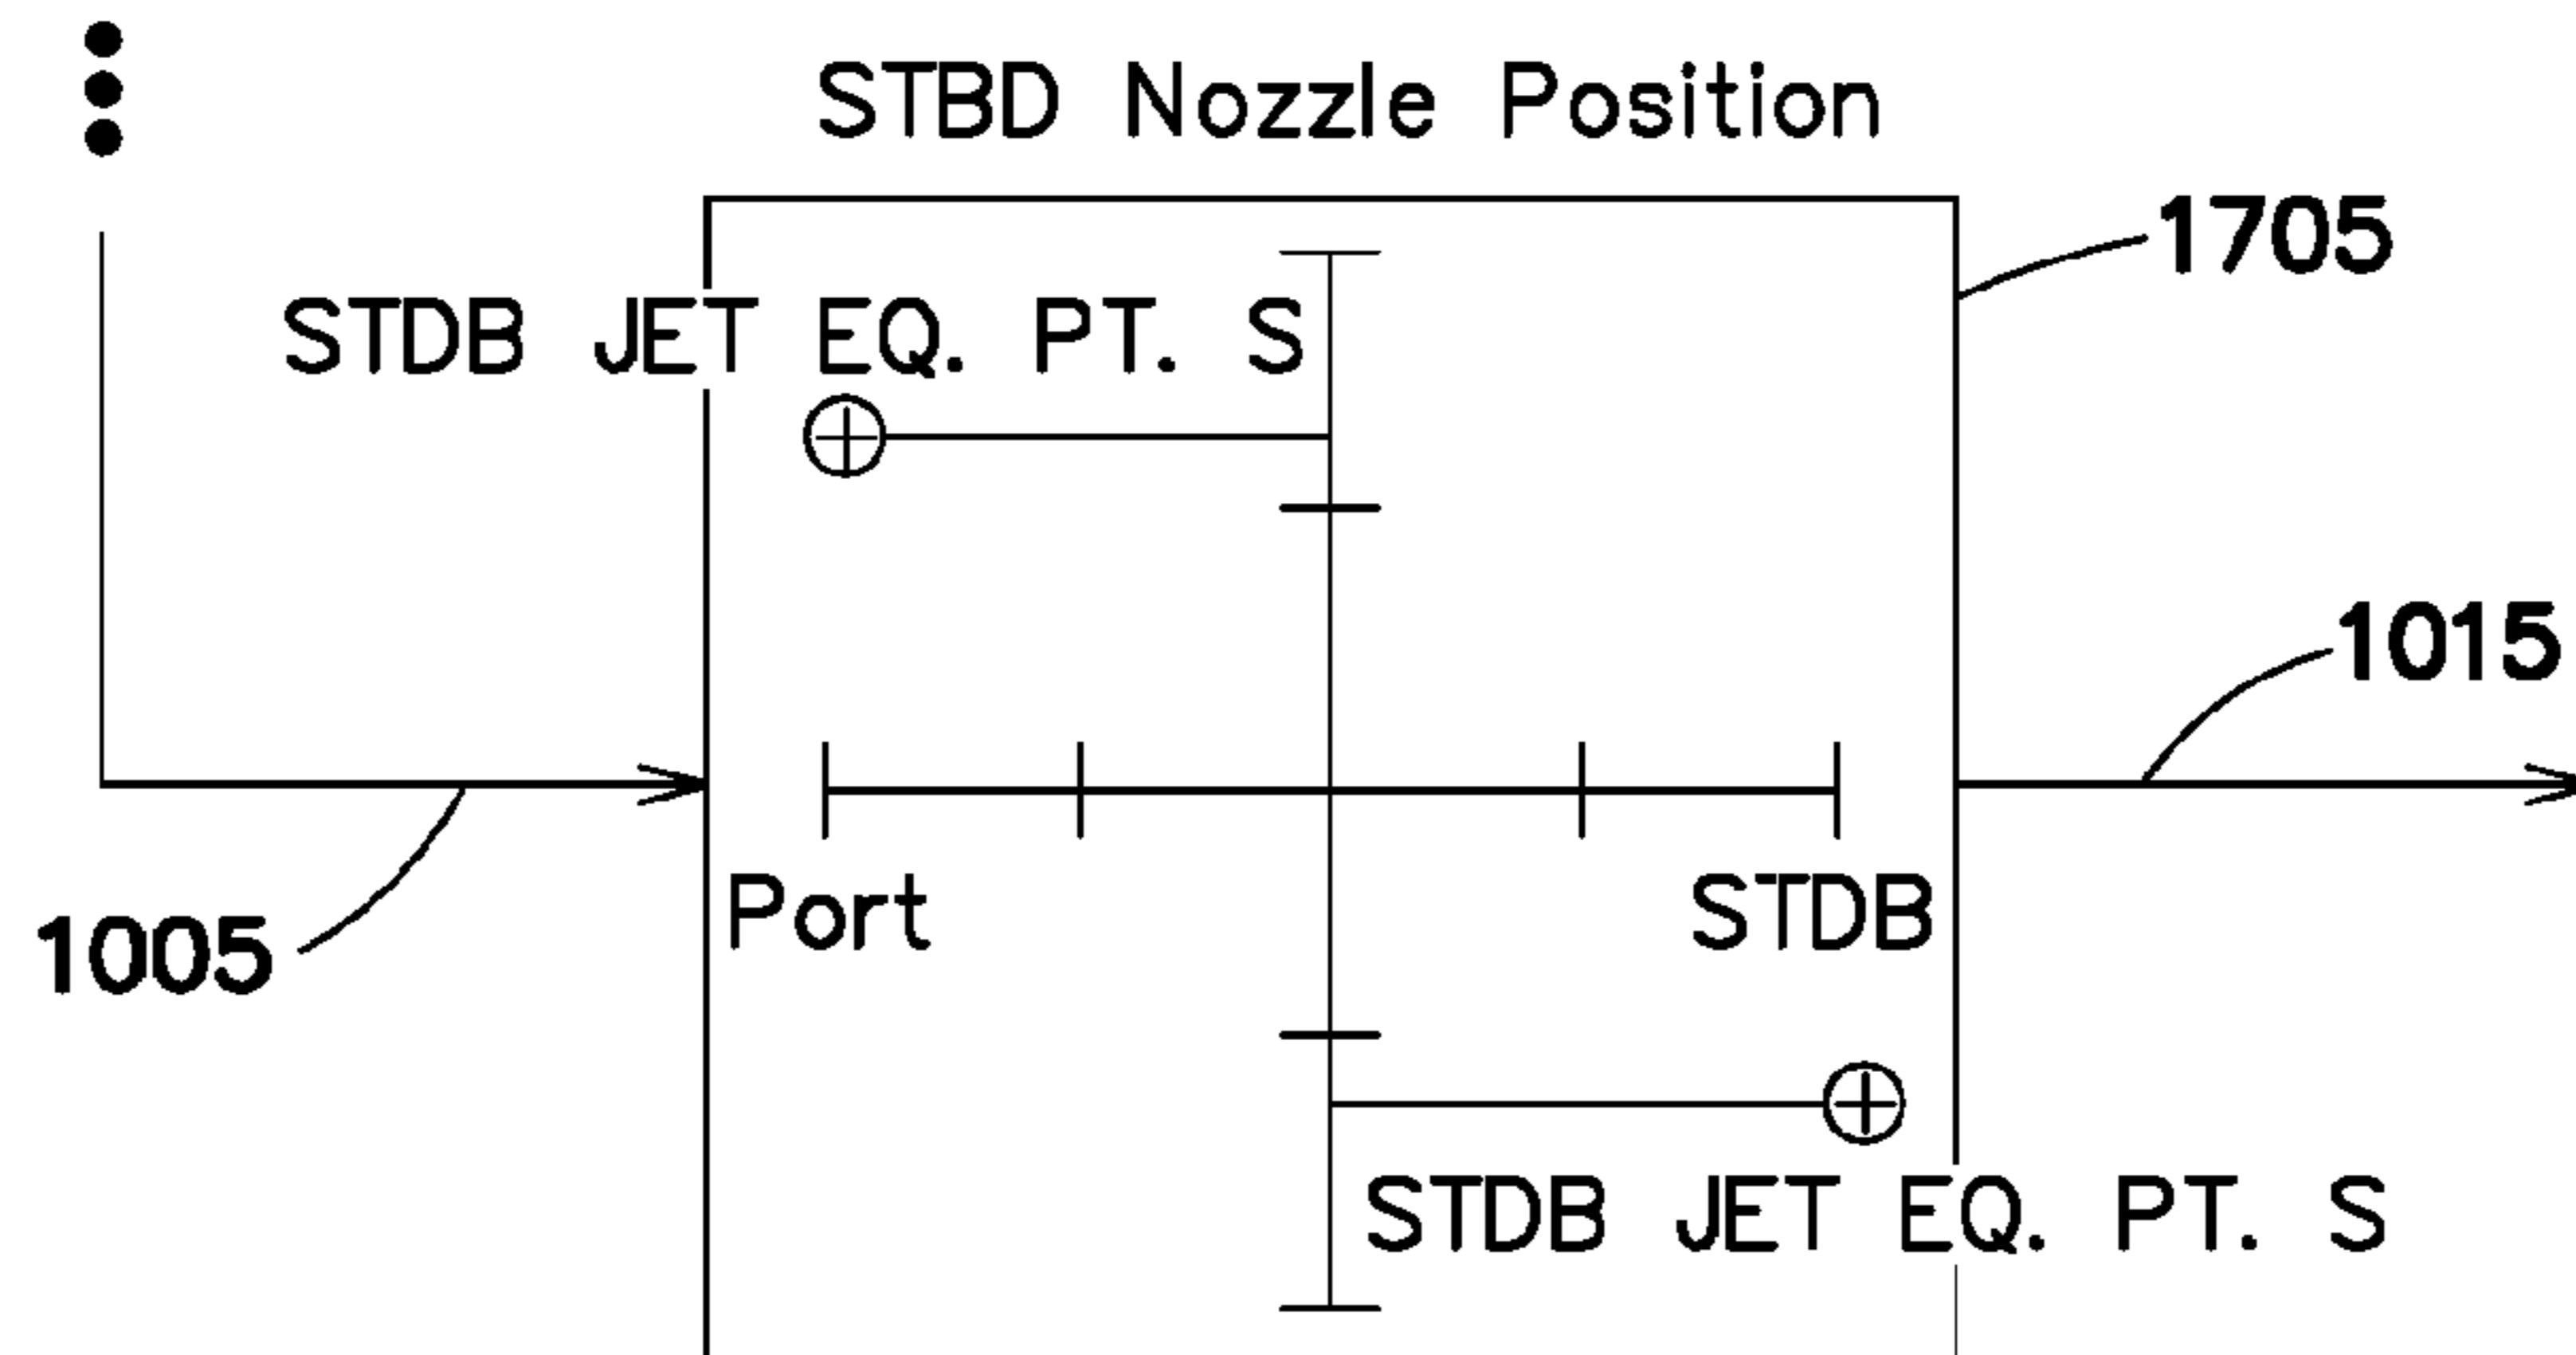 STBD Nozzle Position
1705
STDB JET EQ. PT. S
1015
Port
STDB
1005
STDB JET EQ. PT. S